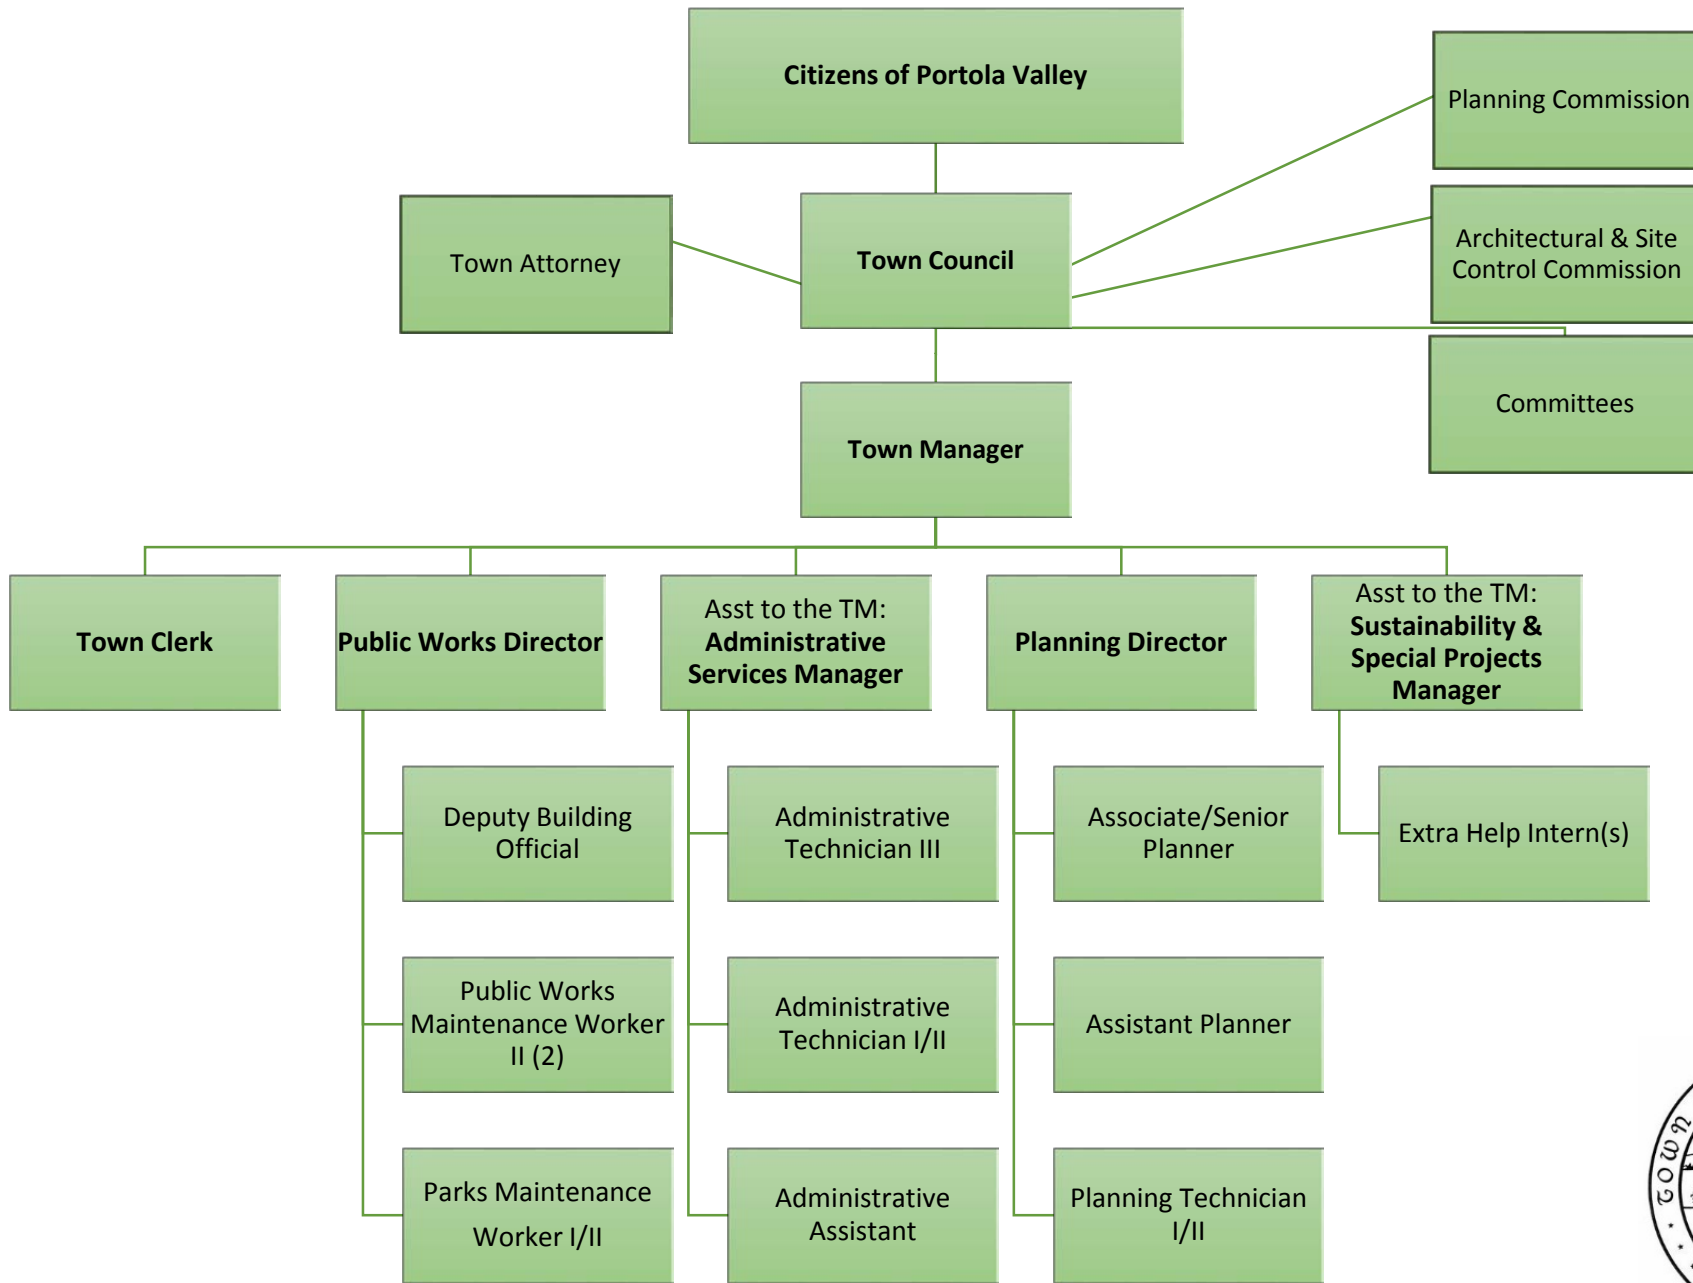 Citizens of Portola Valley
Planning Commission
Town Attorney
Town Council
Architectural & Site
Control Commission
Committees
Town Manager
Town Clerk
Public Works Director
Asst to the TM:
Administrative
Services Manager
Planning Director
Asst to the TM:
Sustainability &
Special Projects
Manager
Deputy Building
Official
Administrative
Technician III
Associate/Senior
Planner
Extra Help Intern(s)
Public Works
Maintenance Worker
II (2)
Administrative
Technician I/II
Assistant Planner
Parks Maintenance
Worker I/II
Administrative
Assistant
Planning Technician
I/II
TOWN